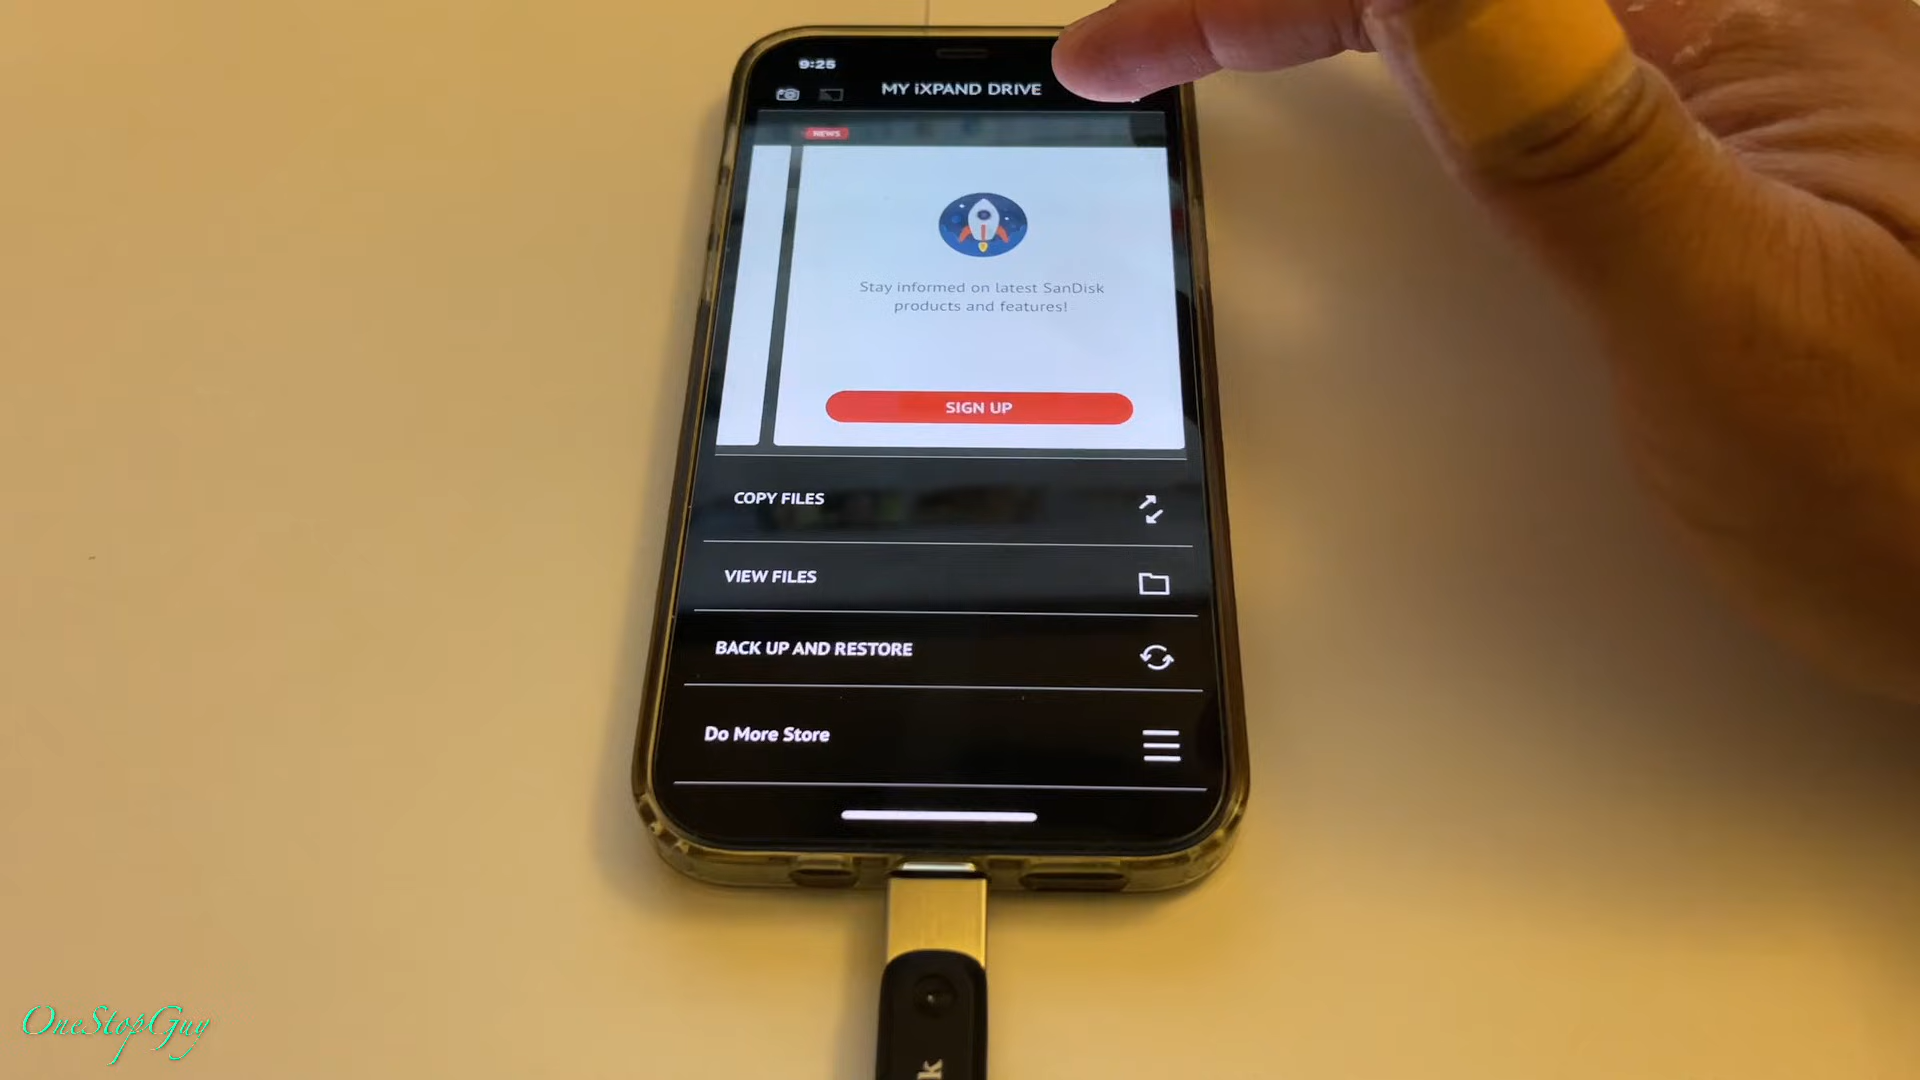 9:25
MY iXPAND DRIVE
NEWS
Stay informed on latest SanDisk
products and features!
SIGN UP
COPY FILES
VIEW FILES
BACK UP AND RESTORE
Do More Store
k
OneStopGuy